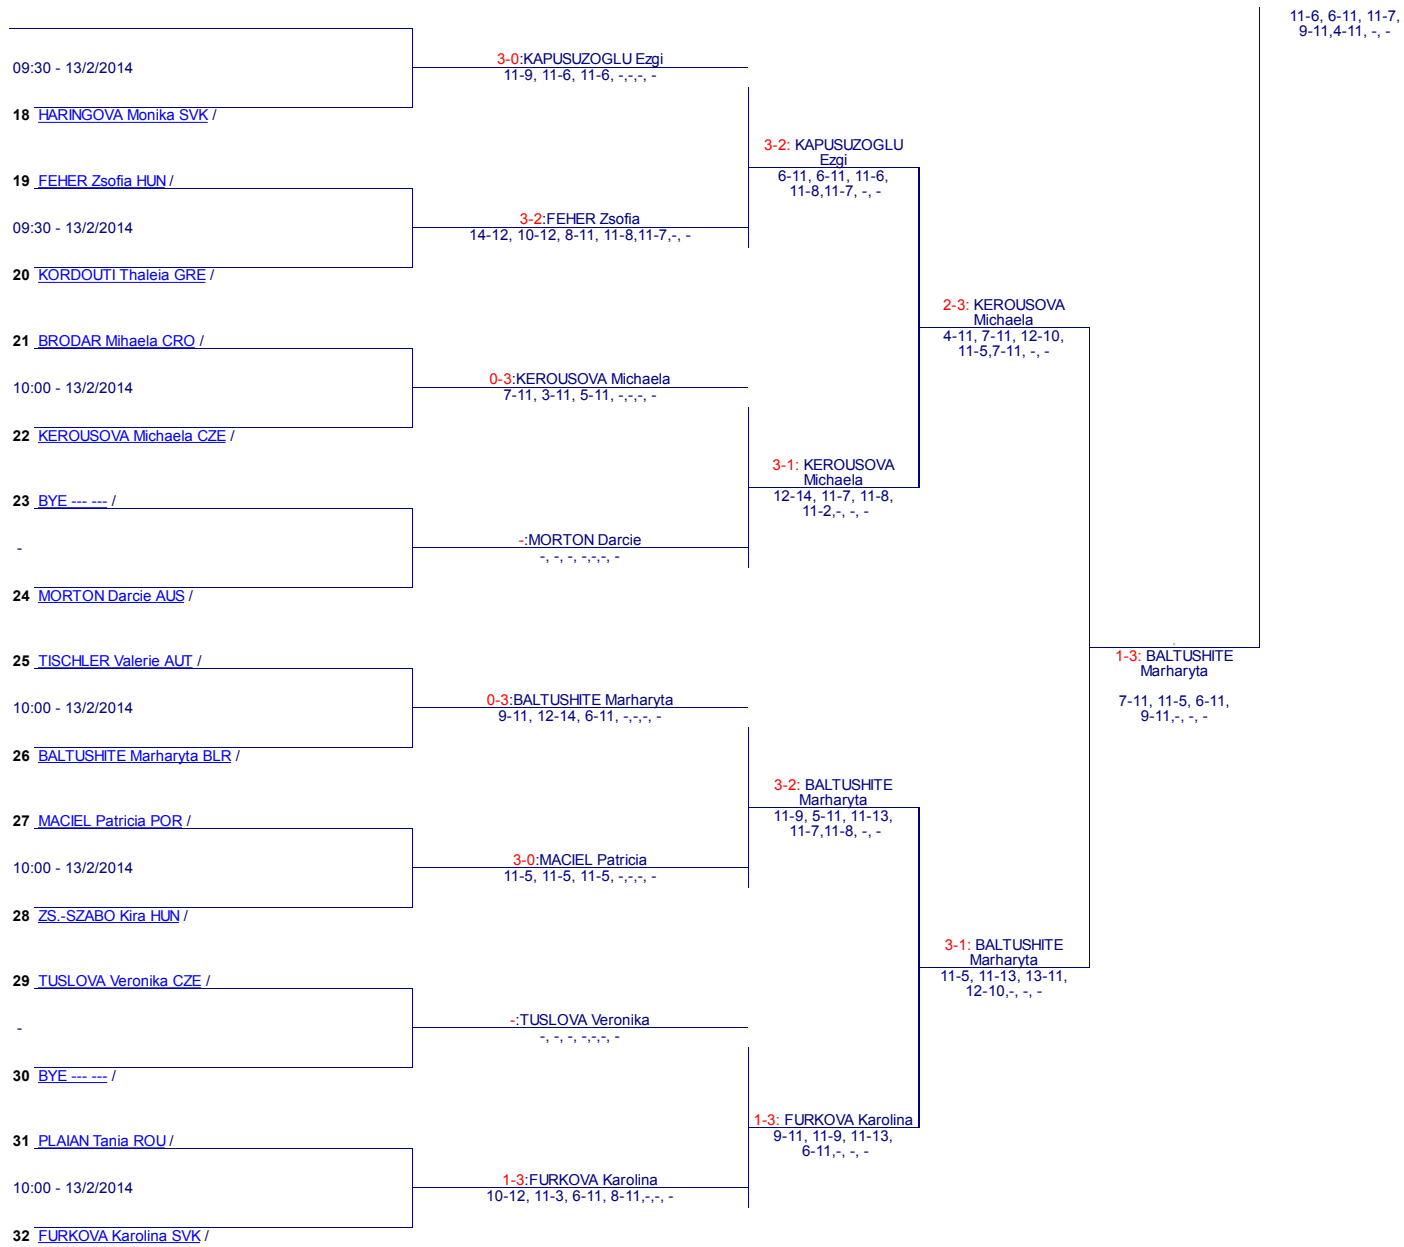 11-6, 6-11, 11-7,
9-11,4-11, -, -
09:30 - 13/2/2014
3-0:KAPUSUZOGLU Ezgi
11-9, 11-6, 11-6, -,-,-, -
18 HARINGOVA Monika SVK /
3-2: KAPUSUZOGLU
Ezgi
6-11, 6-11, 11-6,
11-8,11-7, -, -
19 FEHER Zsofia HUN /
09:30 - 13/2/2014
3-2:FEHER Zsofia
14-12, 10-12, 8-11, 11-8,11-7,-, -
20 KORDOUTI Thaleia GRE /
2-3: KEROUSOVA
Michaela
4-11, 7-11, 12-10,
11-5,7-11, -, -
21 BRODAR Mihaela CRO /
10:00 - 13/2/2014
0-3:KEROUSOVA Michaela
7-11, 3-11, 5-11, -,-,-, -
22 KEROUSOVA Michaela CZE /
3-1: KEROUSOVA
Michaela
12-14, 11-7, 11-8,
11-2,-, -, -
23 BYE --- --- /
-
-:MORTON Darcie
-, -, -, -,-,-, -
24 MORTON Darcie AUS /
25 TISCHLER Valerie AUT /
1-3: BALTUSHITE
Marharyta
7-11, 11-5, 6-11,
9-11,-, -, -
10:00 - 13/2/2014
0-3:BALTUSHITE Marharyta
9-11, 12-14, 6-11, -,-,-, -
26 BALTUSHITE Marharyta BLR /
3-2: BALTUSHITE
Marharyta
11-9, 5-11, 11-13,
11-7,11-8, -, -
27 MACIEL Patricia POR /
10:00 - 13/2/2014
3-0:MACIEL Patricia
11-5, 11-5, 11-5, -,-,-, -
28 ZS.-SZABO Kira HUN /
3-1: BALTUSHITE
Marharyta
11-5, 11-13, 13-11,
12-10,-, -, -
29 TUSLOVA Veronika CZE /
-
-:TUSLOVA Veronika
-, -, -, -,-,-, -
30 BYE --- --- /
1-3: FURKOVA Karolina
9-11, 11-9, 11-13,
6-11,-, -, -
31 PLAIAN Tania ROU /
10:00 - 13/2/2014
1-3:FURKOVA Karolina
10-12, 11-3, 6-11, 8-11,-,-, -
32 FURKOVA Karolina SVK /